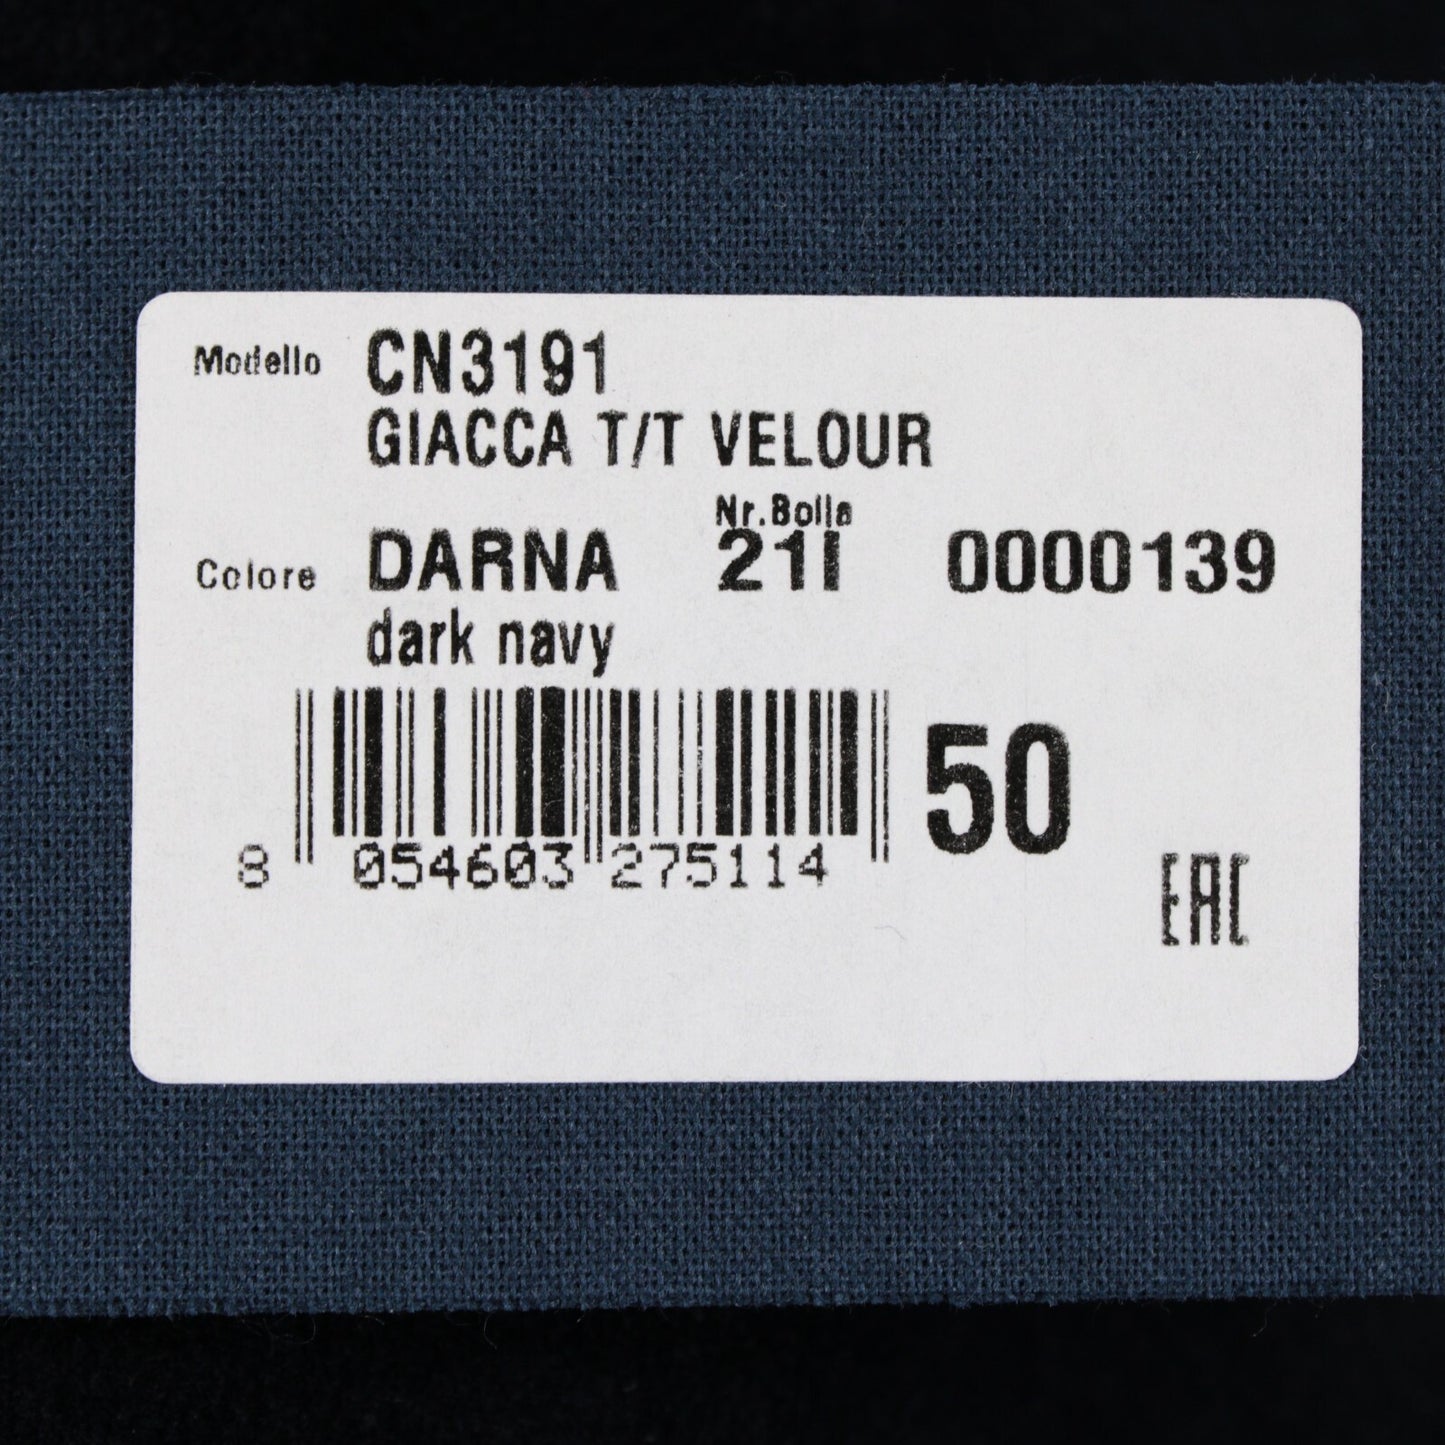 Modello CN3191
GIACCA T/T VELOUR
Nr.Bolla
Colore DARNA 21I 0000139
dark navy
50
8 054603 275114
EAC